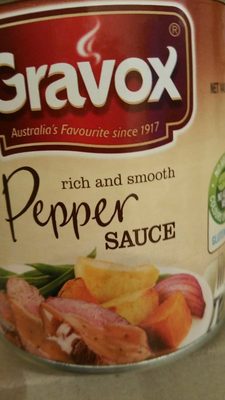 Gravox®
Australia's Favourite since 1917
rich and smooth
Pepper
SAUCE